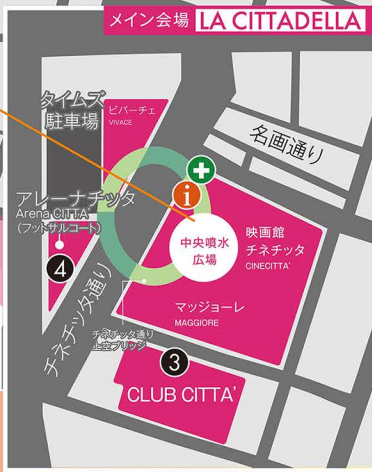 メイン会場 LA CITTADELLA
タイムズ
駐車場
ビバーチェ
VIVACE
名画通り
アレーナチッタ
Arena CITTA
(フットサルコート)
i
中央噴水
広場
映画館
チネチッタ
CINECITTA'
4
チネチッタ通り
マッジョーレ
MAGGIORE
チネチッタ通り
上空ブリッジ
3
CLUB CITTA'